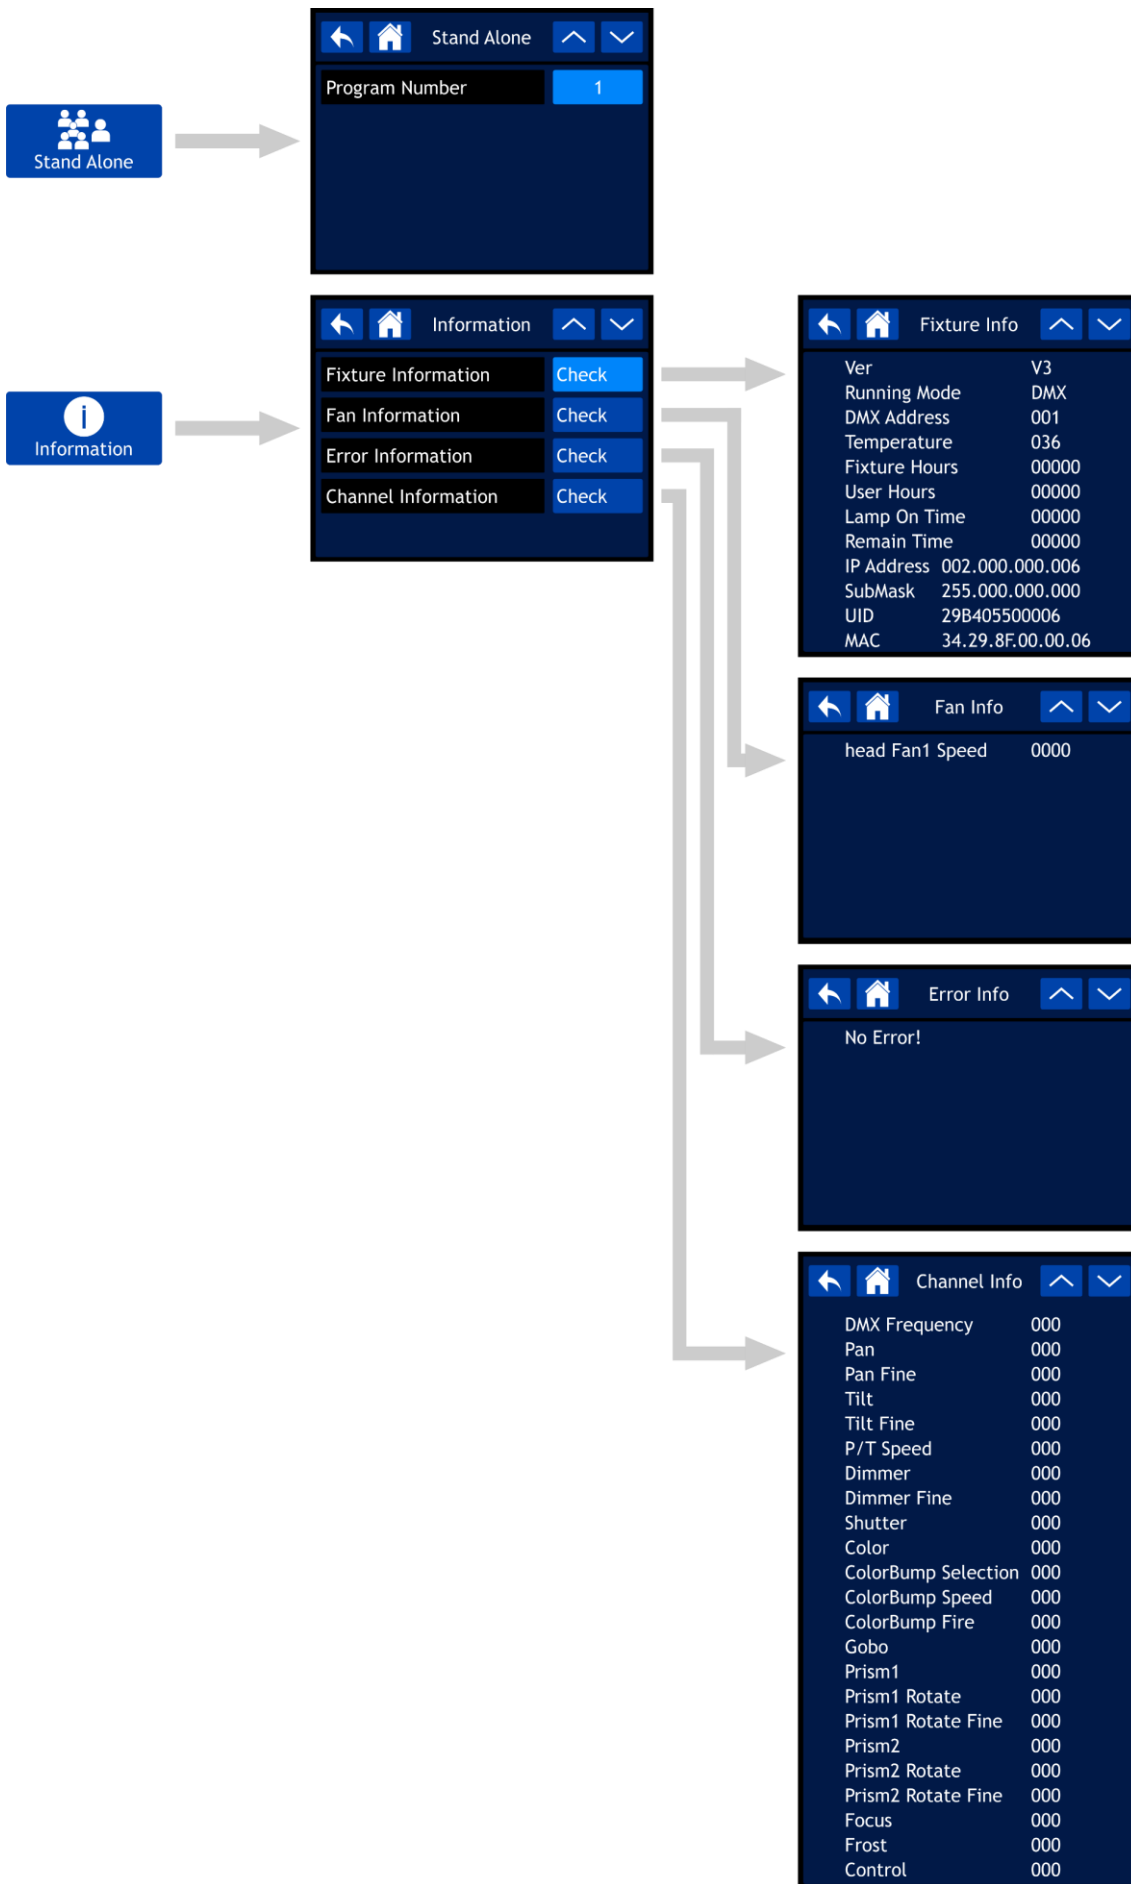 Stand Alone
Stand Alone
Program Number 1
Information
Information
Fixture Information Check
Fan Information Check
Error Information Check
Channel Information Check
Fixture Info
Ver V3
Running Mode DMX
DMX Address 001
Temperature 036
Fixture Hours 00000
User Hours 00000
Lamp On Time 00000
Remain Time 00000
IP Address 002.000.000.006
SubMask 255.000.000.000
UID 29B405500006
MAC 34.29.8F.00.00.06
Fan Info
head Fan1 Speed 0000
Error Info
No Error!
Channel Info
DMX Frequency 000
Pan 000
Pan Fine 000
Tilt 000
Tilt Fine 000
P/T Speed 000
Dimmer 000
Dimmer Fine 000
Shutter 000
Color 000
ColorBump Selection 000
ColorBump Speed 000
ColorBump Fire 000
Gobo 000
Prism1 000
Prism1 Rotate 000
Prism1 Rotate Fine 000
Prism2 000
Prism2 Rotate 000
Prism2 Rotate Fine 000
Focus 000
Frost 000
Control 000